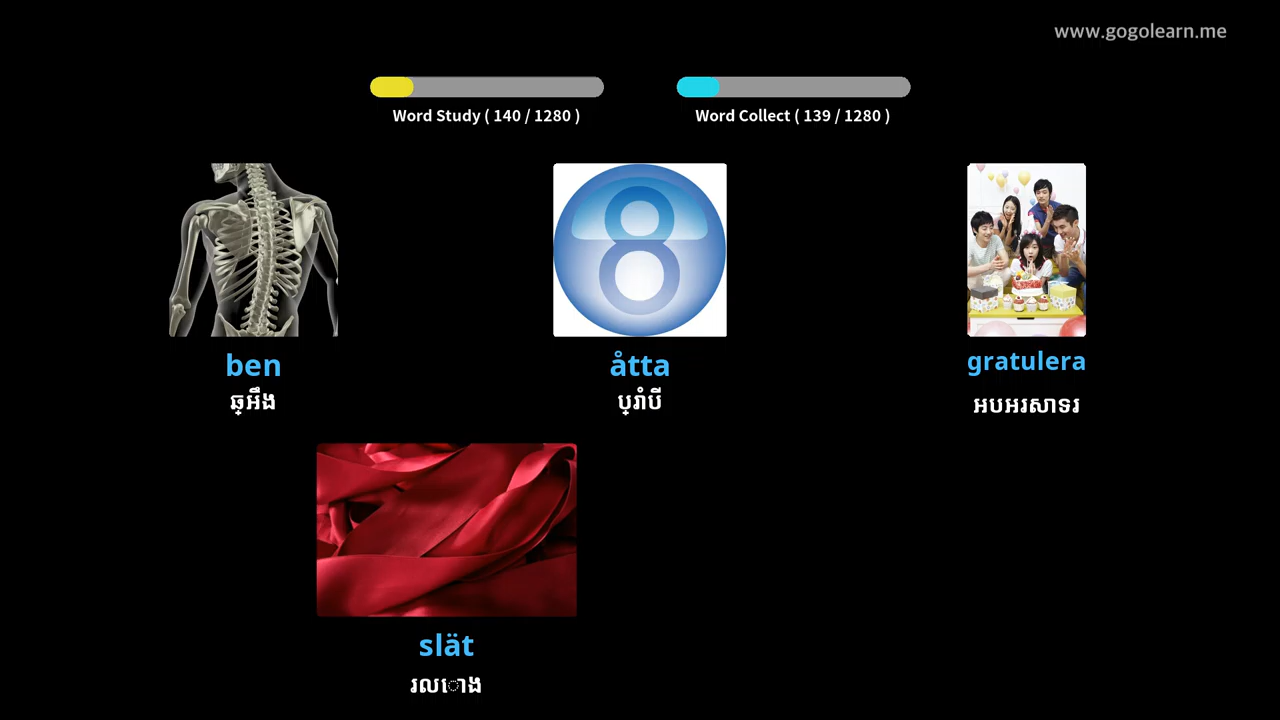 www.gogolearn.me
Word Study ( 140 / 1280 )
Word Collect ( 139 / 1280 )
8
ben
åtta
gratulera
ឆ្អឹង
ប្រាំបី
អបអរសាទរ
slät
រលោង